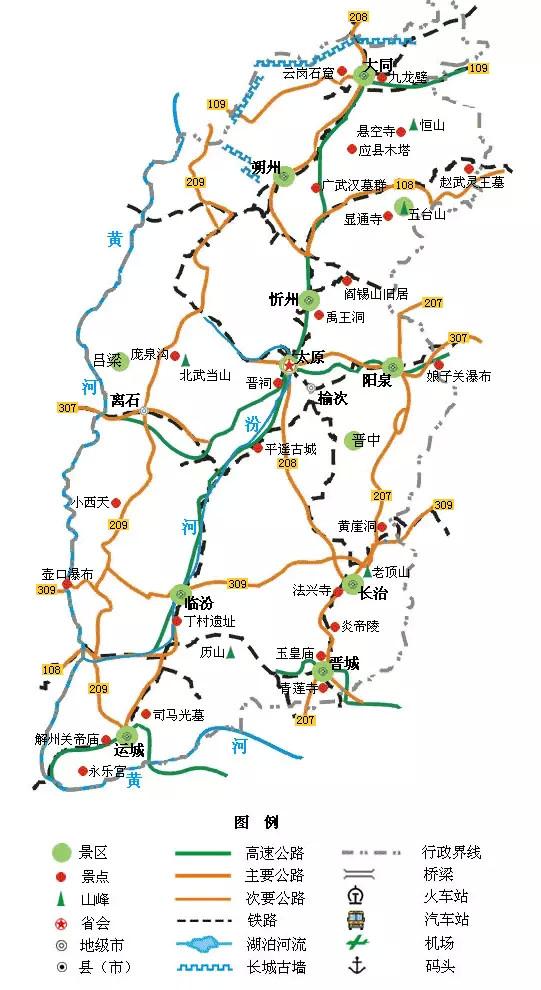 208
大同
云岗石窟
九龙壁
109
109
悬空寺
恒山
应县木塔
朔州
广武汉墓群
108
赵武灵王墓
209
显通寺
五台山
黄
忻州
阎锡山旧居
禹王洞
207
307
太原
吕梁
庞泉沟
北武当山
阳泉
娘子关瀑布
晋祠
河
离石
榆次
307
汾
晋中
平遥古城
208
小西天
207
309
209
河
黄崖洞
壶口瀑布
309
309
老顶山
临汾
法兴寺
长治
丁村遗址
炎帝陵
历山
玉皇庙
晋城
108
209
青莲寺
司马光墓
207
解州关帝庙
运城
河
永乐宫
黄
图 例
景区
高速公路
行政界线
景点
主要公路
桥梁
山峰
次要公路
火车站
省会
铁路
汽车站
地级市
湖泊河流
机场
县（市）
长城古墙
码头